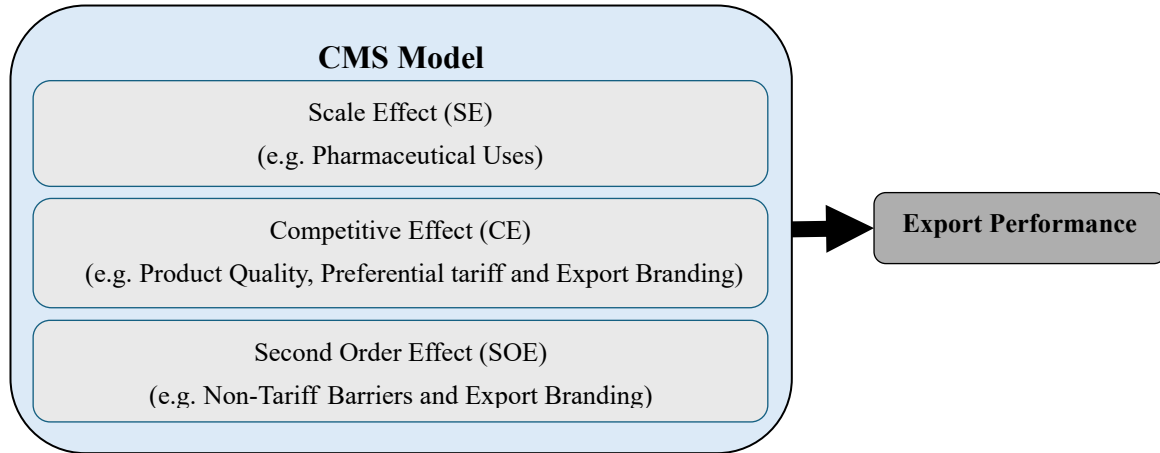 CMS Model
Scale Effect (SE)
(e.g. Pharmaceutical Uses)
Competitive Effect (CE)
(e.g. Product Quality, Preferential tariff and Export Branding)
Second Order Effect (SOE)
(e.g. Non-Tariff Barriers and Export Branding)
Export Performance